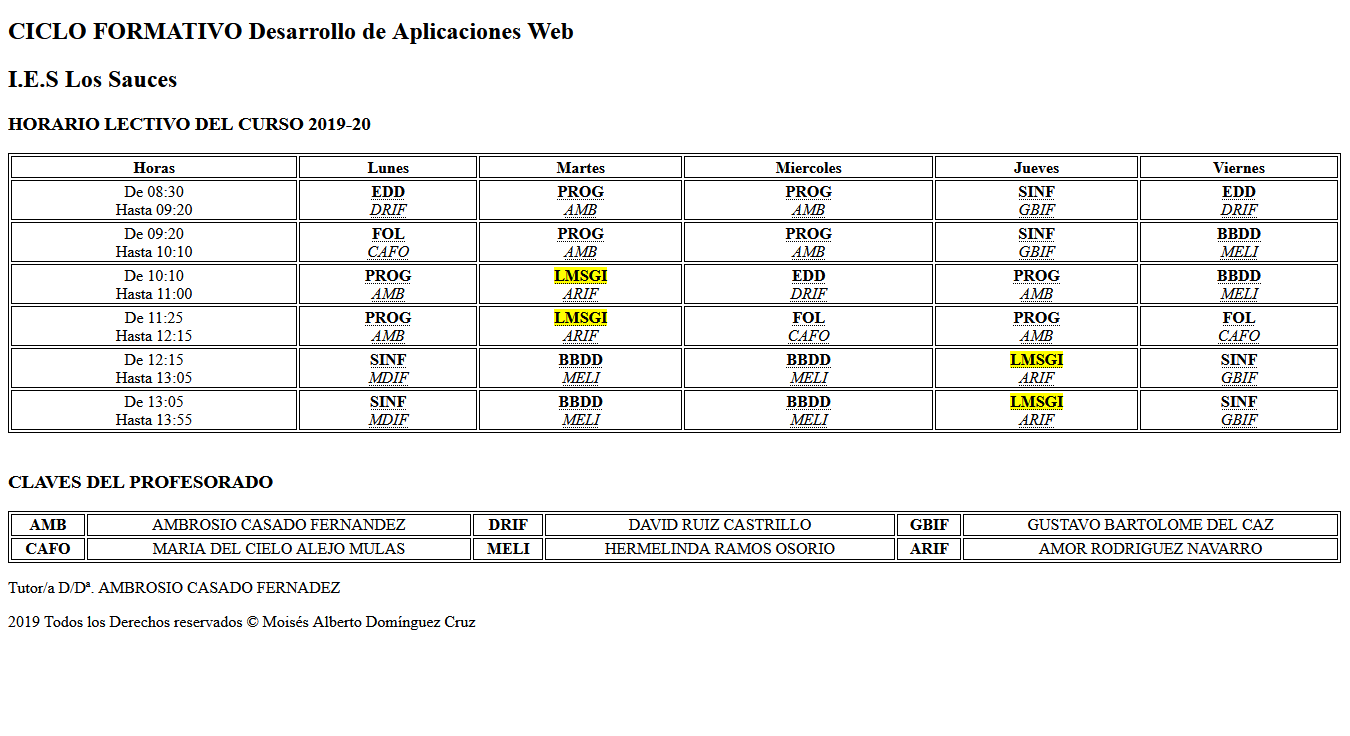 CICLO FORMATIVO Desarrollo de Aplicaciones Web
I.E.S Los Sauces
HORARIO LECTIVO DEL CURSO 2019-20
Horas Lunes Martes Miercoles Jueves Viernes
De 08:30 EDD PROG PROG SINF EDD
Hasta 09:20 DRIF AMB AMB GBIF DRIF
De 09:20 FOL PROG PROG SINF BBDD
Hasta 10:10 CAFO AMB AMB GBIF MELI
De 10:10 PROG LMSGI EDD PROG BBDD
Hasta 11:00 AMB ARIF DRIF AMB MELI
De 11:25 PROG LMSGI FOL PROG FOL
Hasta 12:15 AMB ARIF CAFO AMB CAFO
De 12:15 SINF BBDD BBDD LMSGI SINF
Hasta 13:05 MDIF MELI MELI ARIF GBIF
De 13:05 SINF BBDD BBDD LMSGI SINF
Hasta 13:55 MDIF MELI MELI ARIF GBIF
CLAVES DEL PROFESORADO
AMB AMBROSIO CASADO FERNANDEZ DRIF DAVID RUIZ CASTRILLO GBIF GUSTAVO BARTOLOME DEL CAZ
CAFO MARIA DEL CIELO ALEJO MULAS MELI HERMELINDA RAMOS OSORIO ARIF AMOR RODRIGUEZ NAVARRO
Tutor/a D/Dª. AMBROSIO CASADO FERNADEZ
2019 Todos los Derechos reservados © Moisés Alberto Domínguez Cruz